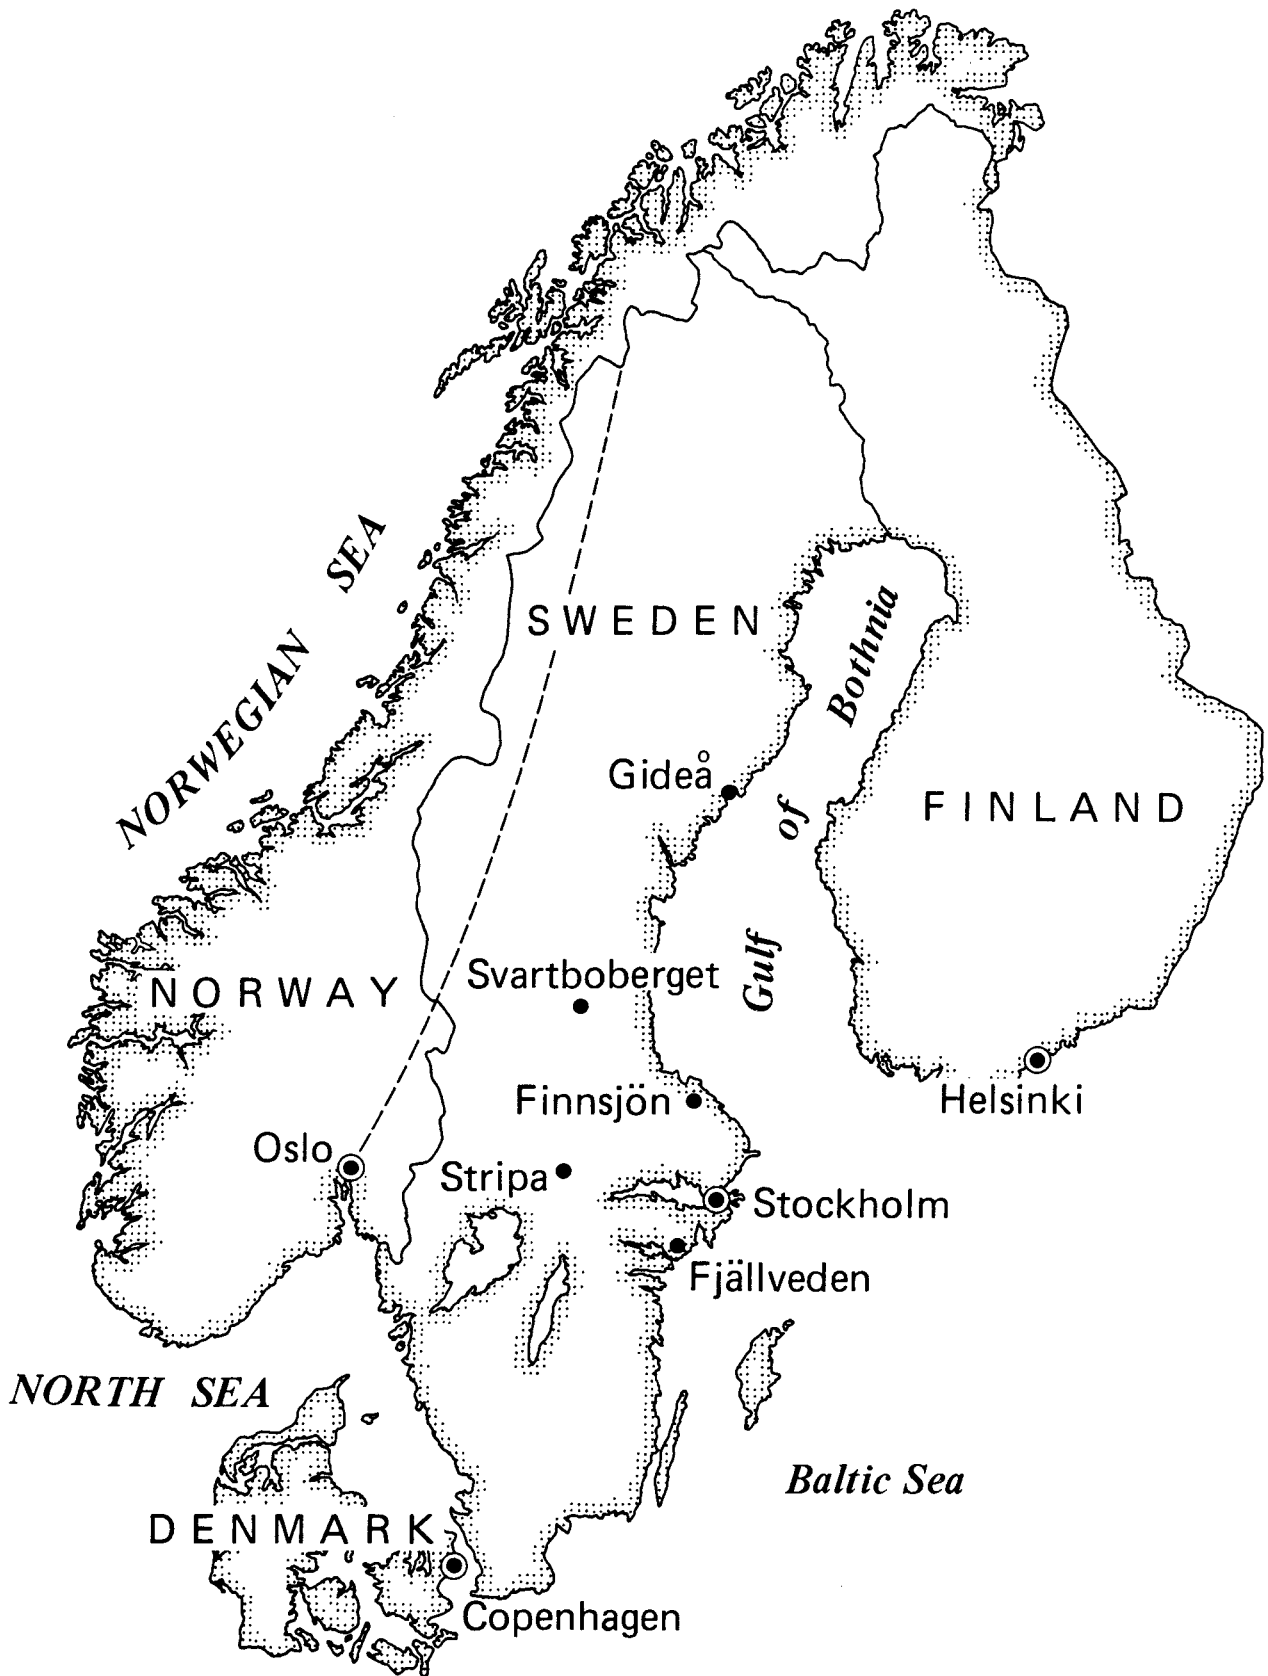 NORWEGIAN SEA
SWEDEN
Gulf of Bothnia
Gideå
FINLAND
Svartboberget
NORWAY
Finnsjön
Helsinki
Oslo
Stripa
Stockholm
Fjällveden
NORTH SEA
Baltic Sea
DENMARK
Copenhagen